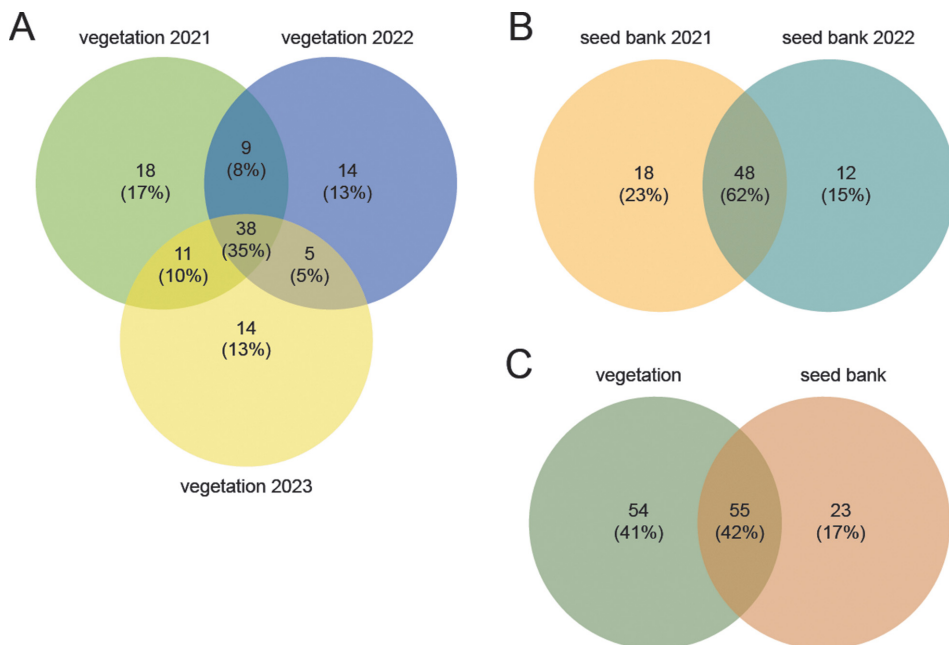 A
vegetation 2021
vegetation 2022
9
(8%)
18
(17%)
14
(13%)
38
(35%)
11
(10%)
5
(5%)
14
(13%)
vegetation 2023
B
seed bank 2021
seed bank 2022
18
(23%)
48
(62%)
12
(15%)
C
vegetation
seed bank
54
(41%)
55
(42%)
23
(17%)